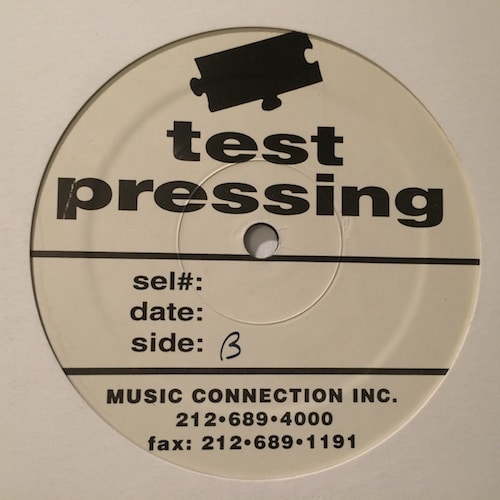 test
pressing
sel#:
date:
side: B
MUSIC CONNECTION INC.
212•689•4000
fax: 212•689•1191